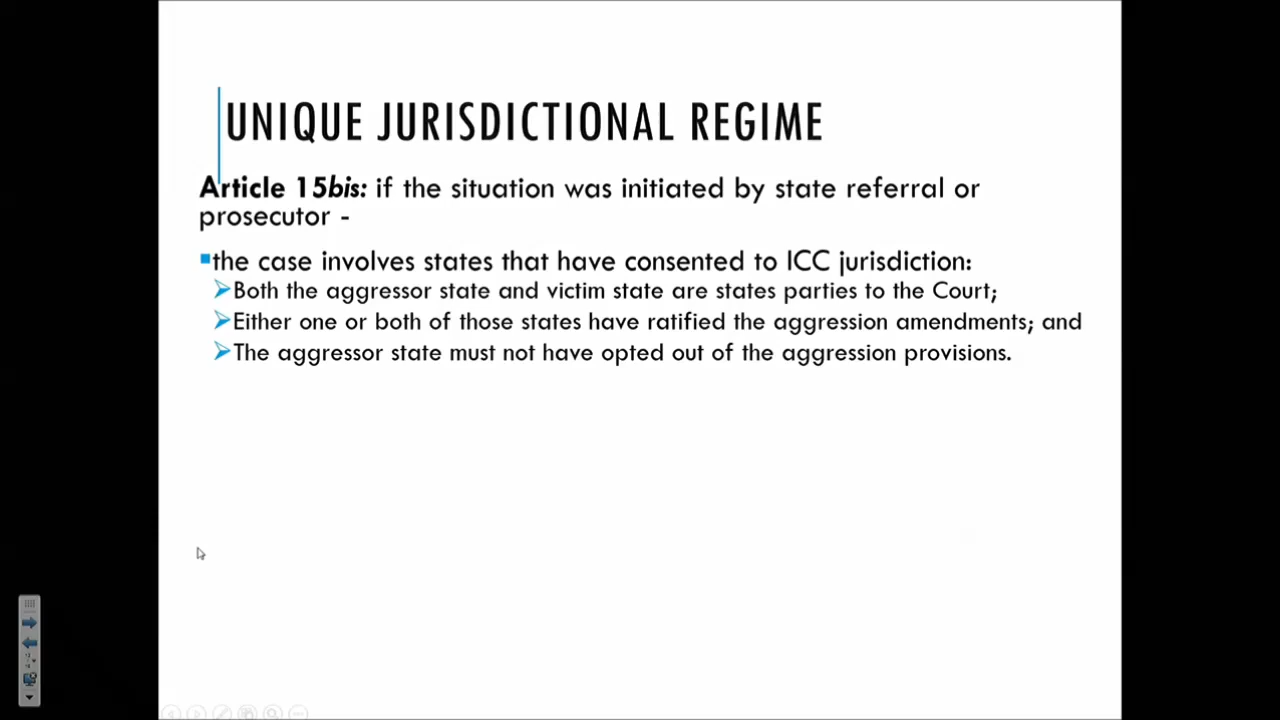 UNIQUE JURISDICTIONAL REGIME
Article 15bis: if the situation was initiated by state referral or
prosecutor -
▪the case involves states that have consented to ICC jurisdiction:
➢Both the aggressor state and victim state are states parties to the Court;
➢Either one or both of those states have ratified the aggression amendments; and
➢The aggressor state must not have opted out of the aggression provisions.